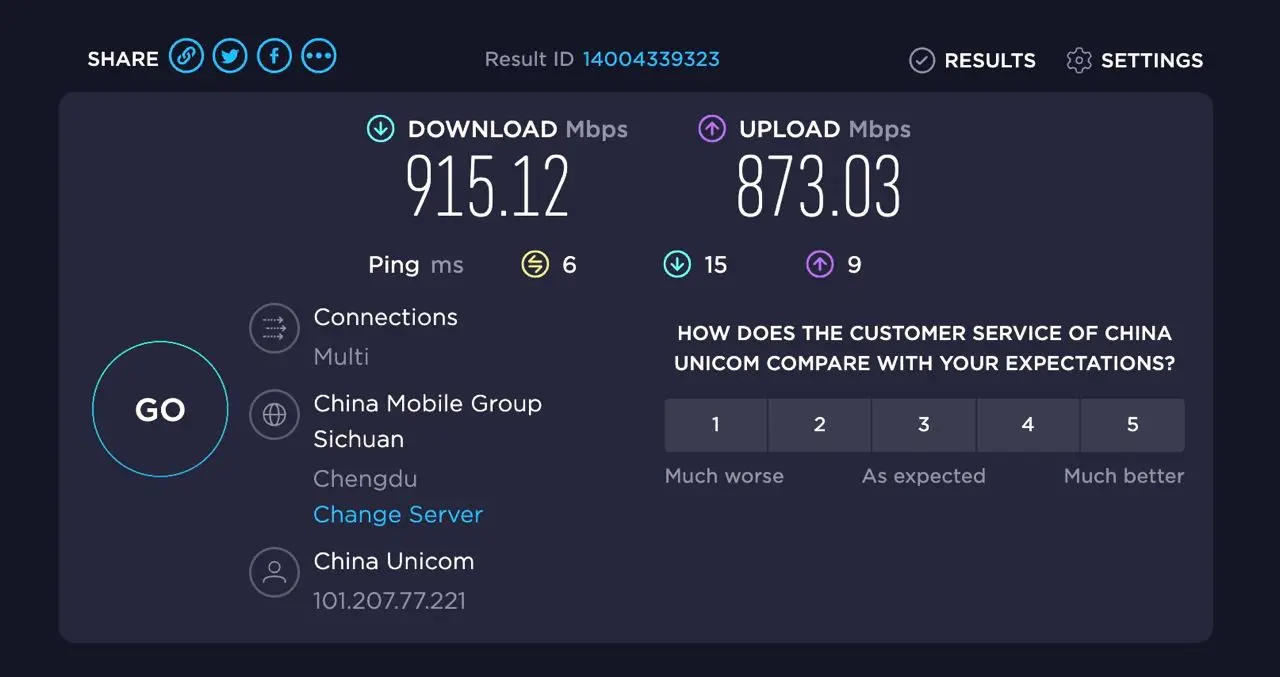 SHARE
Result ID 14004339323
RESULTS
SETTINGS
DOWNLOAD Mbps
915.12
UPLOAD Mbps
873.03
Ping ms 6 15 9
GO
Connections
Multi
China Mobile Group
Sichuan
Chengdu
Change Server
China Unicom
101.207.77.221
HOW DOES THE CUSTOMER SERVICE OF CHINA
UNICOM COMPARE WITH YOUR EXPECTATIONS?
1 2 3 4 5
Much worse As expected Much better